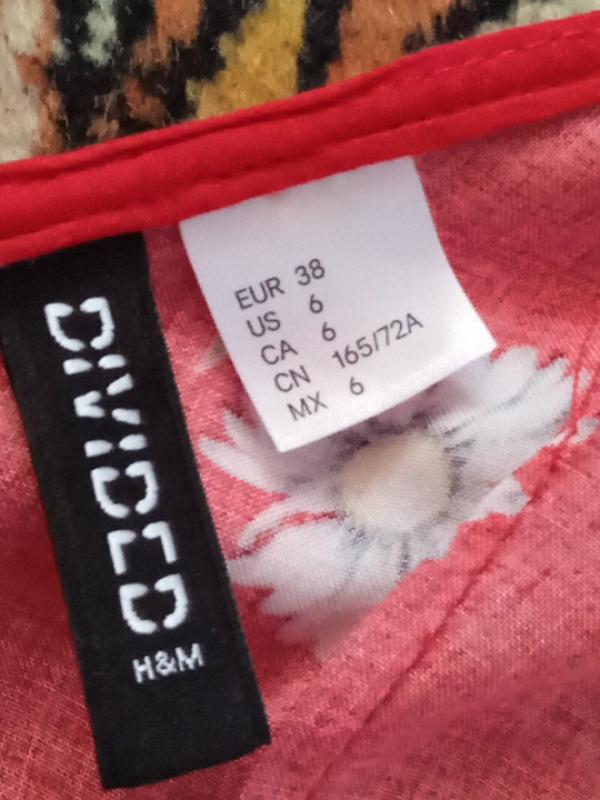 EUR 38
US 6
CA 6
CN 165/72A
MX 6
DIVIDED
H&M